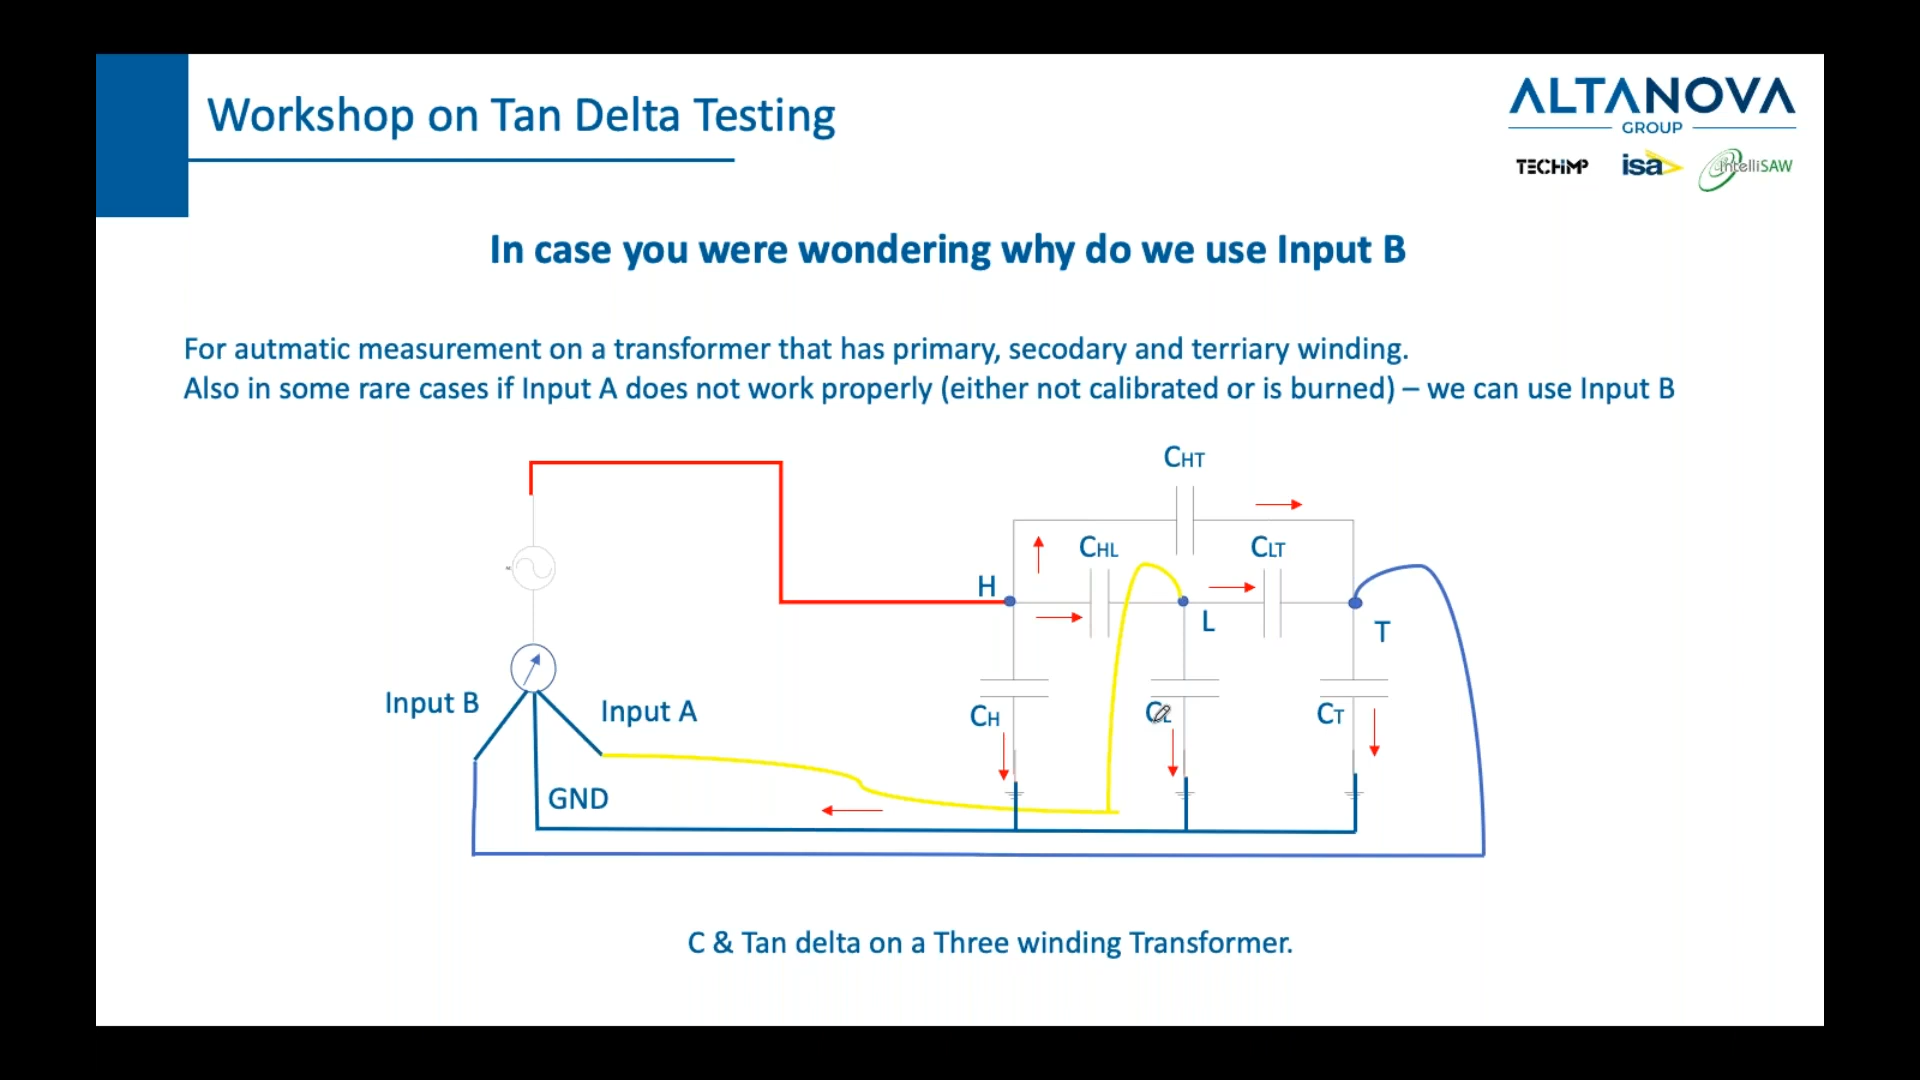 Workshop on Tan Delta Testing
ALTANOVA
GROUP
TECHIMP isa intelliSAW
In case you were wondering why do we use Input B
For autmatic measurement on a transformer that has primary, secodary and terriary winding.
Also in some rare cases if Input A does not work properly (either not calibrated or is burned) – we can use Input B
CHT
CHL
CLT
H
L
T
Input B
Input A
CH
CL
CT
GND
C & Tan delta on a Three winding Transformer.